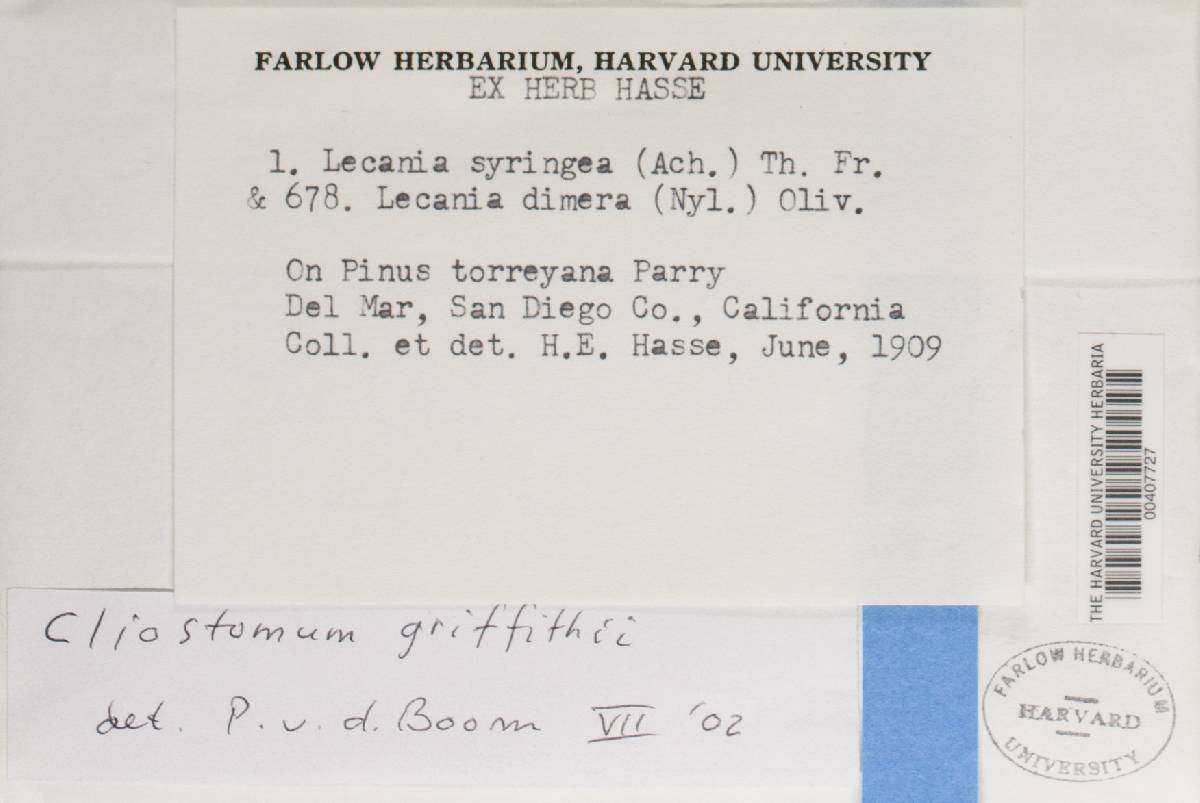 FARLOW HERBARIUM, HARVARD UNIVERSITY
EX HERB HASSE
1. Lecania syringea (Ach.) Th. Fr.
& 678. Lecania dimera (Nyl.) Oliv.
On Pinus torreyana Parry
Del Mar, San Diego Co., California
Coll. et det. H.E. Hasse, June, 1909
THE HARVARD UNIVERSITY HERBARIA
00407727
Cliostomum griffithii
det. P. v. d. Boom VII '02
FARLOW HERBARIUM
HARVARD
UNIVERSITY